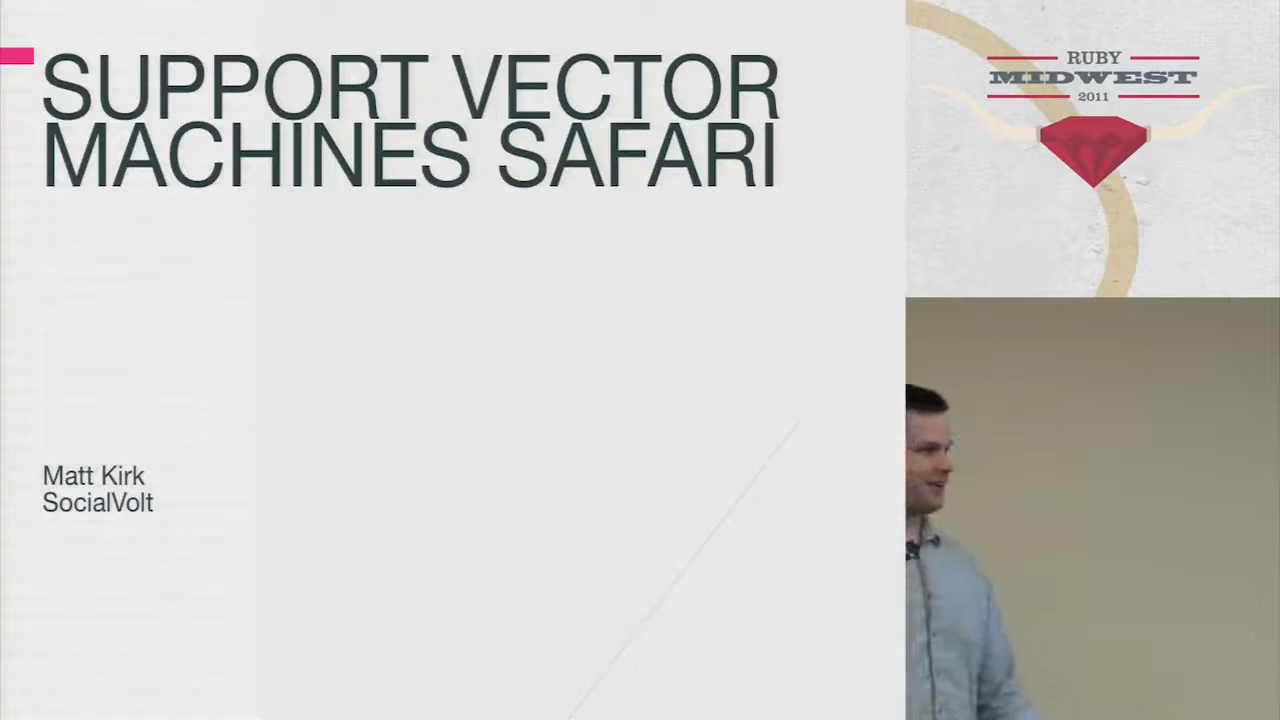 SUPPORT VECTOR
MACHINES SAFARI
Matt Kirk
SocialVolt
RUBY
MIDWEST
2011